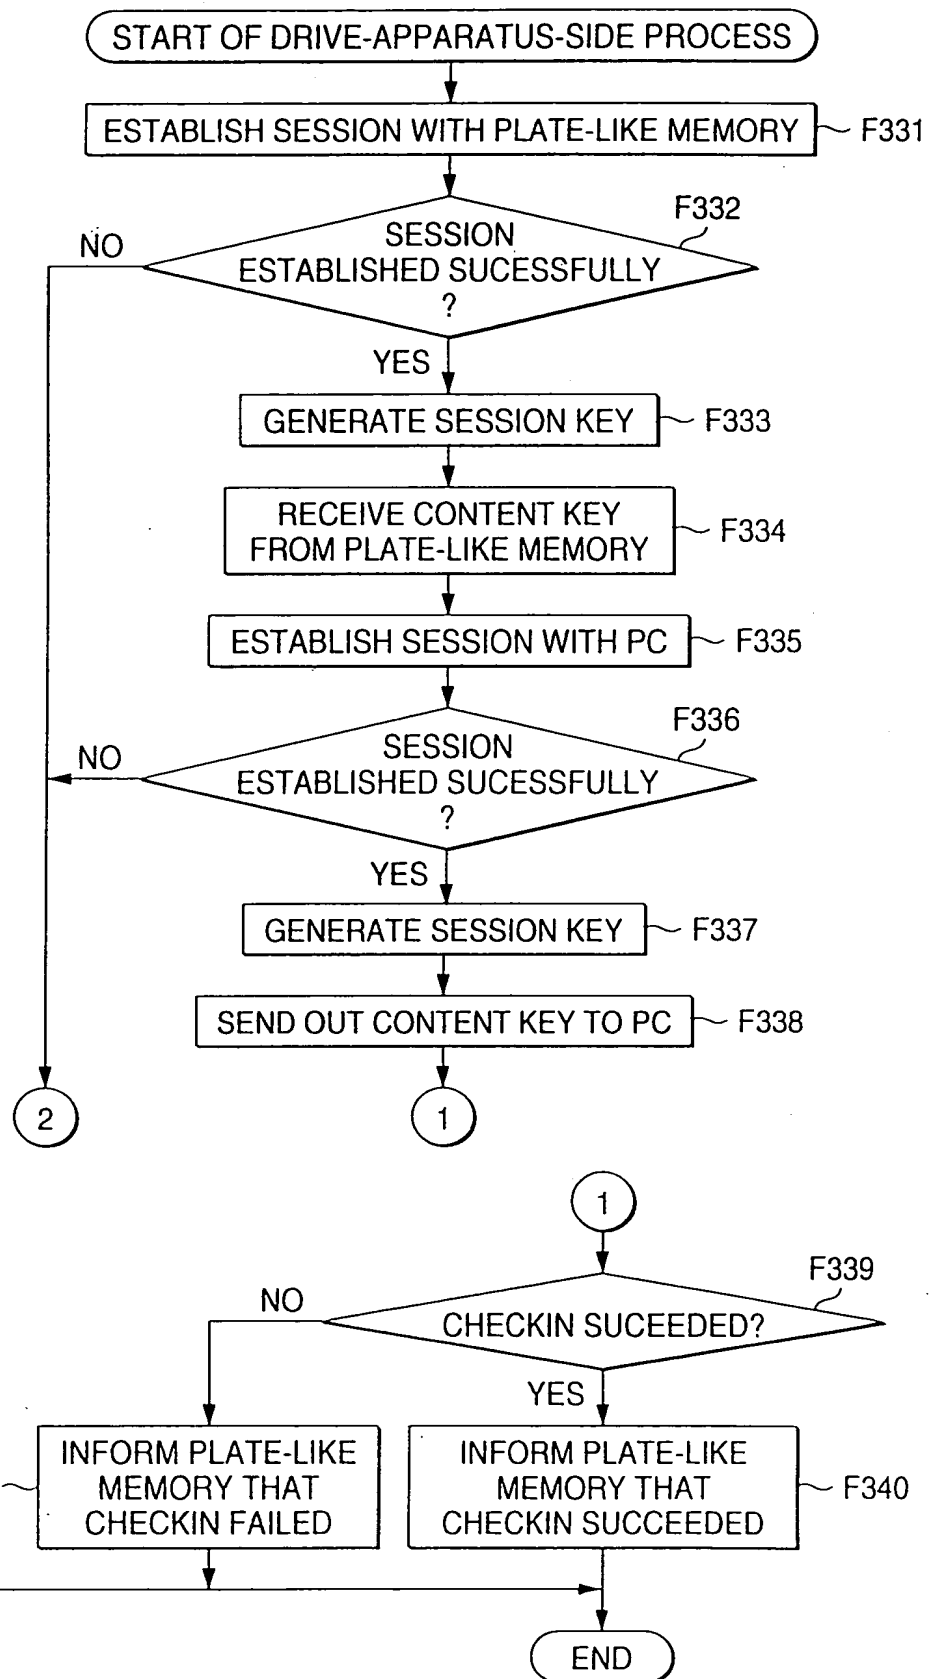 START OF DRIVE-APPARATUS-SIDE PROCESS
ESTABLISH SESSION WITH PLATE-LIKE MEMORY
F331
F332
NO
SESSION
ESTABLISHED SUCESSFULLY
?
YES
GENERATE SESSION KEY
F333
RECEIVE CONTENT KEY
FROM PLATE-LIKE MEMORY
F334
ESTABLISH SESSION WITH PC
F335
F336
NO
SESSION
ESTABLISHED SUCESSFULLY
?
YES
GENERATE SESSION KEY
F337
SEND OUT CONTENT KEY TO PC
F338
2
1
1
F339
NO
CHECKIN SUCEEDED?
YES
INFORM PLATE-LIKE
MEMORY THAT
CHECKIN FAILED
INFORM PLATE-LIKE
MEMORY THAT
CHECKIN SUCCEEDED
F340
END